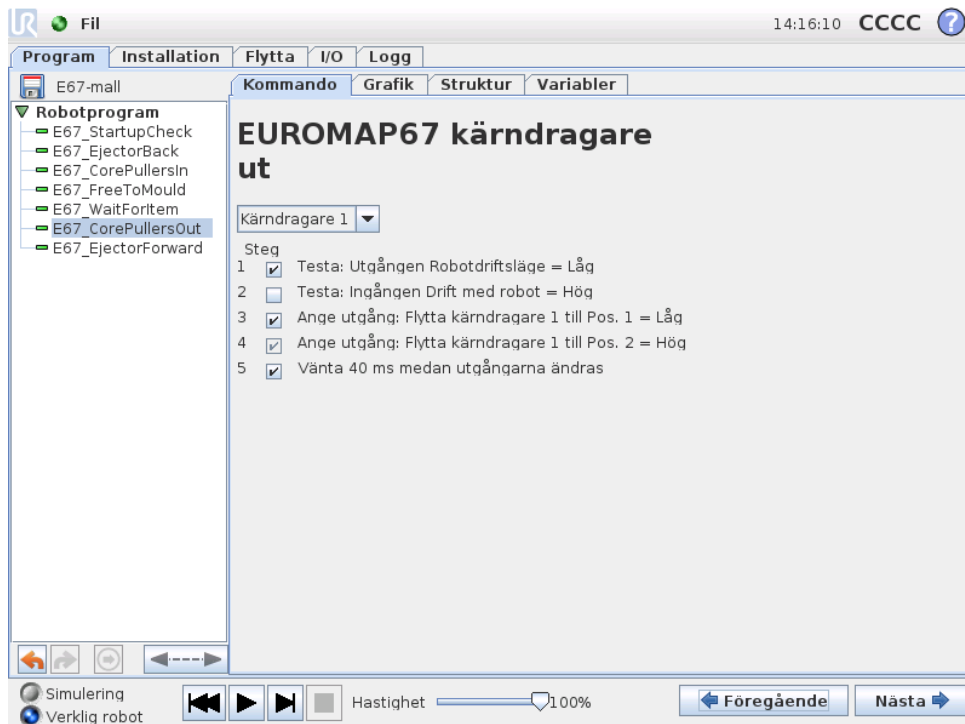 UR Fil 14:16:10 CCCC ?
Program Installation Flytta I/O Logg
E67-mall
Kommando Grafik Struktur Variabler
Robotprogram
E67_StartupCheck
E67_EjectorBack
E67_CorePullersIn
E67_FreeToMould
E67_WaitForItem
E67_CorePullersOut
E67_EjectorForward
EUROMAP67 kärndragare
ut
Kärndragare 1
Steg
1 Testa: Utgången Robotdriftsläge = Låg
2 Testa: Ingången Drift med robot = Hög
3 Ange utgång: Flytta kärndragare 1 till Pos. 1 = Låg
4 Ange utgång: Flytta kärndragare 1 till Pos. 2 = Hög
5 Vänta 40 ms medan utgångarna ändras
Simulering
Verklig robot
Hastighet 100%
Föregående
Nästa